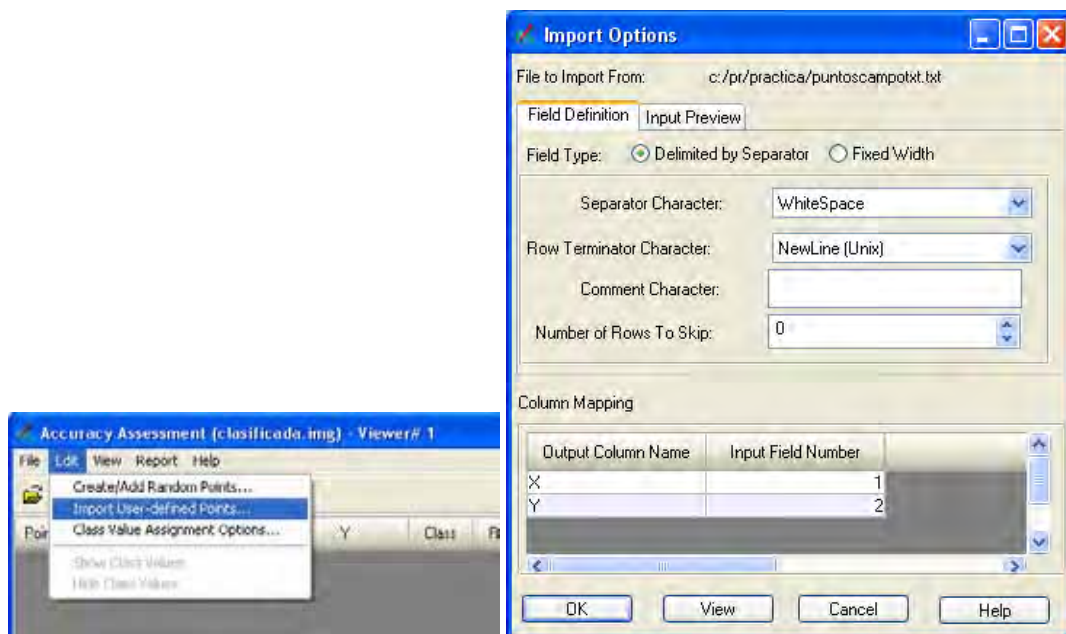 Accuracy Assessment (clasificada.img) - Viewer# 1
File Edit View Report Help
Create/Add Random Points...
Import User-defined Points...
Class Value Assignment Options...
Show Class Values
Hide Class Values
Poin Y Class
Import Options
File to Import From: c:/pr/practica/puntoscampotxt.txt
Field Definition Input Preview
Field Type: Delimited by Separator Fixed Width
Separator Character: WhiteSpace
Row Terminator Character: NewLine (Unix)
Comment Character:
Number of Rows To Skip: 0
Column Mapping
Output Column Name Input Field Number
X 1
Y 2
OK View Cancel Help